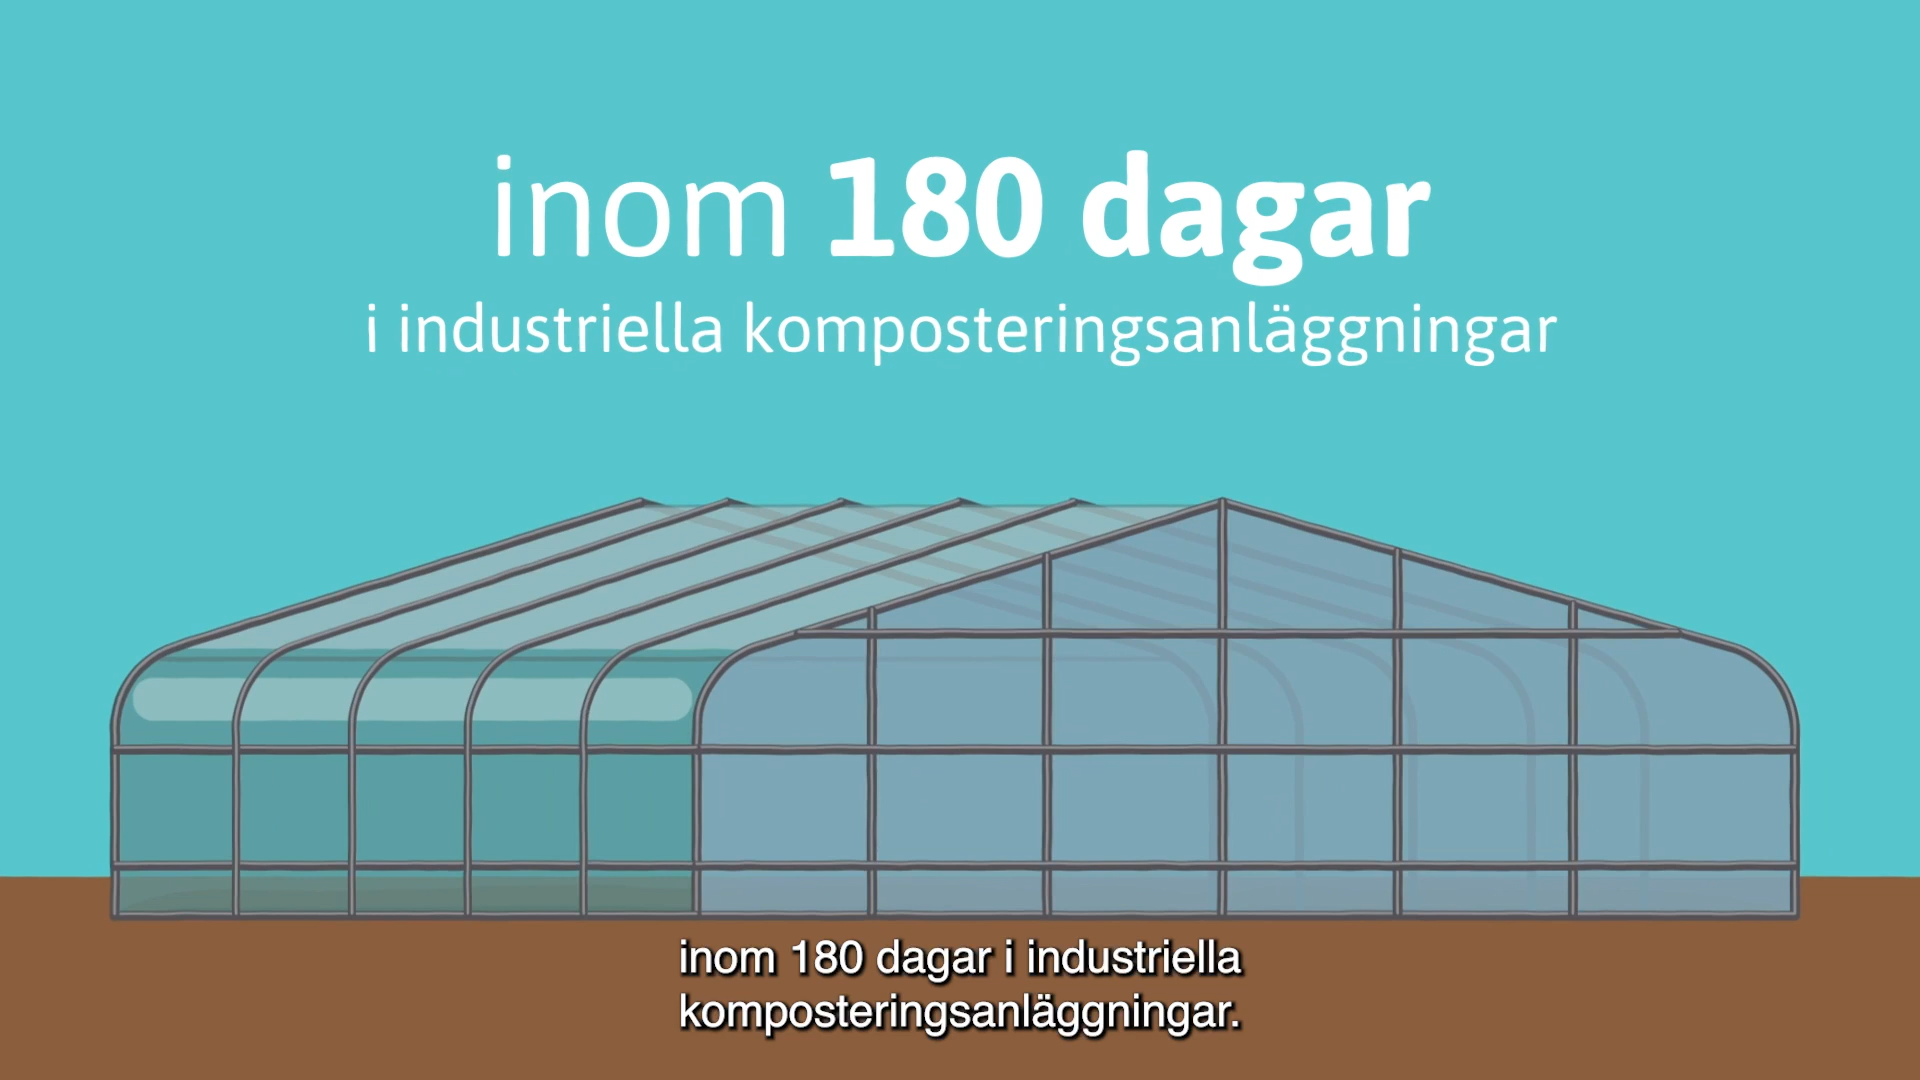 inom 180 dagar
i industriella komposteringsanläggningar
inom 180 dagar i industriella
komposteringsanläggningar.